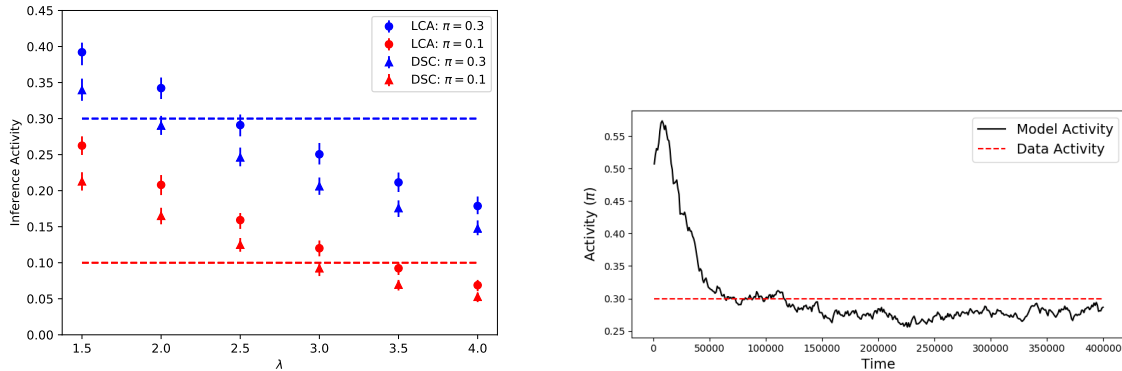 0.45
0.40
0.35
0.30
0.25
0.20
0.15
0.10
0.05
0.00
Inference Activity
1.5 2.0 2.5 3.0 3.5 4.0
λ
LCA: π = 0.3
LCA: π = 0.1
DSC: π = 0.3
DSC: π = 0.1
0.55
0.50
0.45
0.40
0.35
0.30
0.25
Activity (π)
0 50000 100000 150000 200000 250000 300000 350000 400000
Time
Model Activity
Data Activity